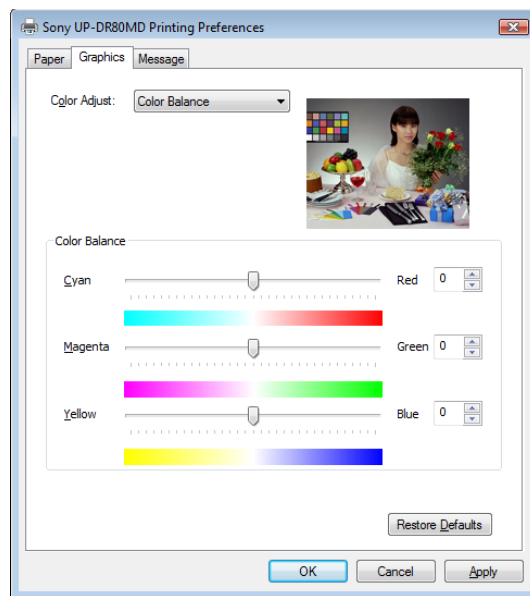 Sony UP-DR80MD Printing Preferences
Paper Graphics Message
Color Adjust: Color Balance
Color Balance
Cyan Red 0
Magenta Green 0
Yellow Blue 0
Restore Defaults
OK Cancel Apply